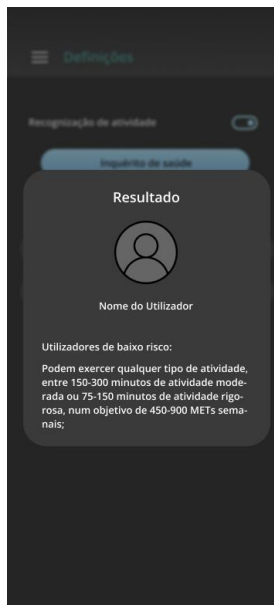 Definições
Recognização de atividade
Inquérito de saúde
Resultado
Nome do Utilizador
Utilizadores de baixo risco:
Podem exercer qualquer tipo de atividade,
entre 150-300 minutos de atividade mode-
rada ou 75-150 minutos de atividade rigo-
rosa, num objetivo de 450-900 METs sema-
nais;